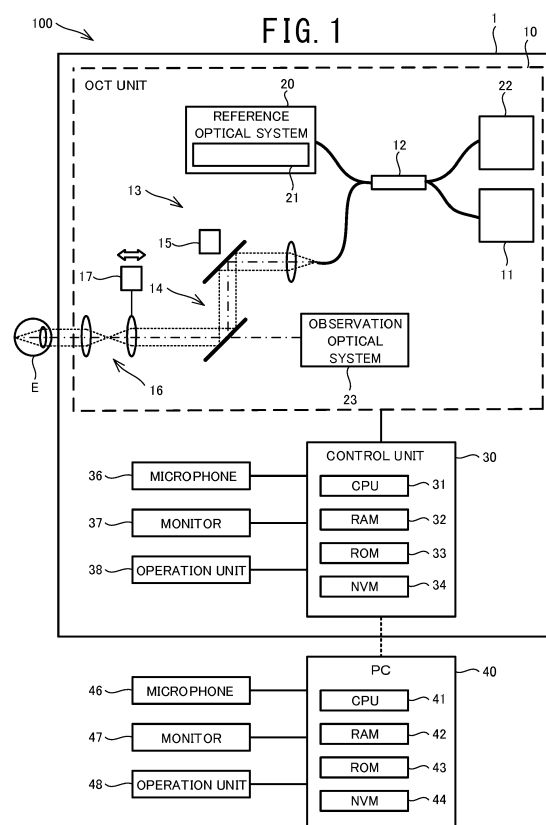 FIG. 1
100
1
10
OCT UNIT
20
22
REFERENCE
OPTICAL SYSTEM
12
21
13
15
11
17
14
OBSERVATION
OPTICAL
SYSTEM
E
16
23
CONTROL UNIT
30
36
MICROPHONE
CPU
31
37
MONITOR
RAM
32
38
OPERATION UNIT
ROM
33
NVM
34
PC
40
46
MICROPHONE
CPU
41
47
MONITOR
RAM
42
48
OPERATION UNIT
ROM
43
NVM
44